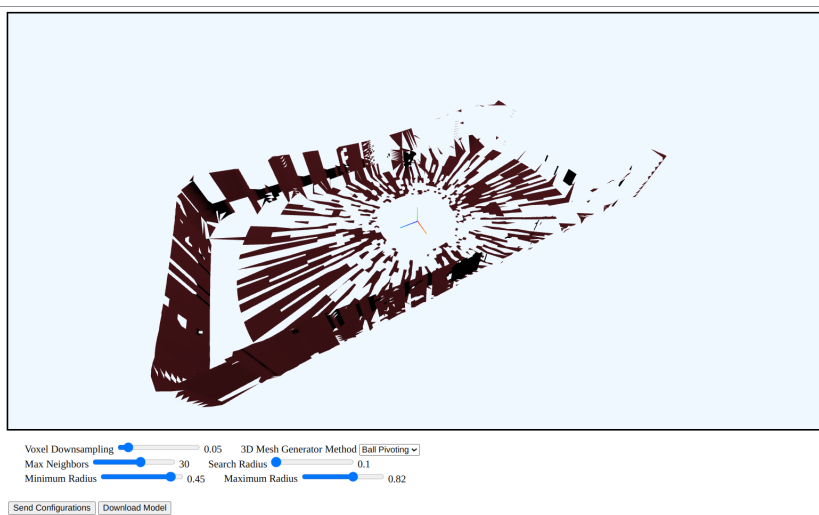 Voxel Downsampling 0.05 3D Mesh Generator Method Ball Pivoting
Max Neighbors 30 Search Radius 0.1
Minimum Radius 0.45 Maximum Radius 0.82
Send Configurations Download Model